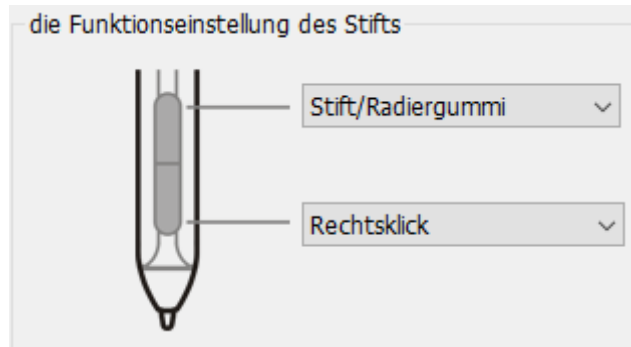 die Funktionseinstellung des Stifts
Stift/Radiergummi
Rechtsklick